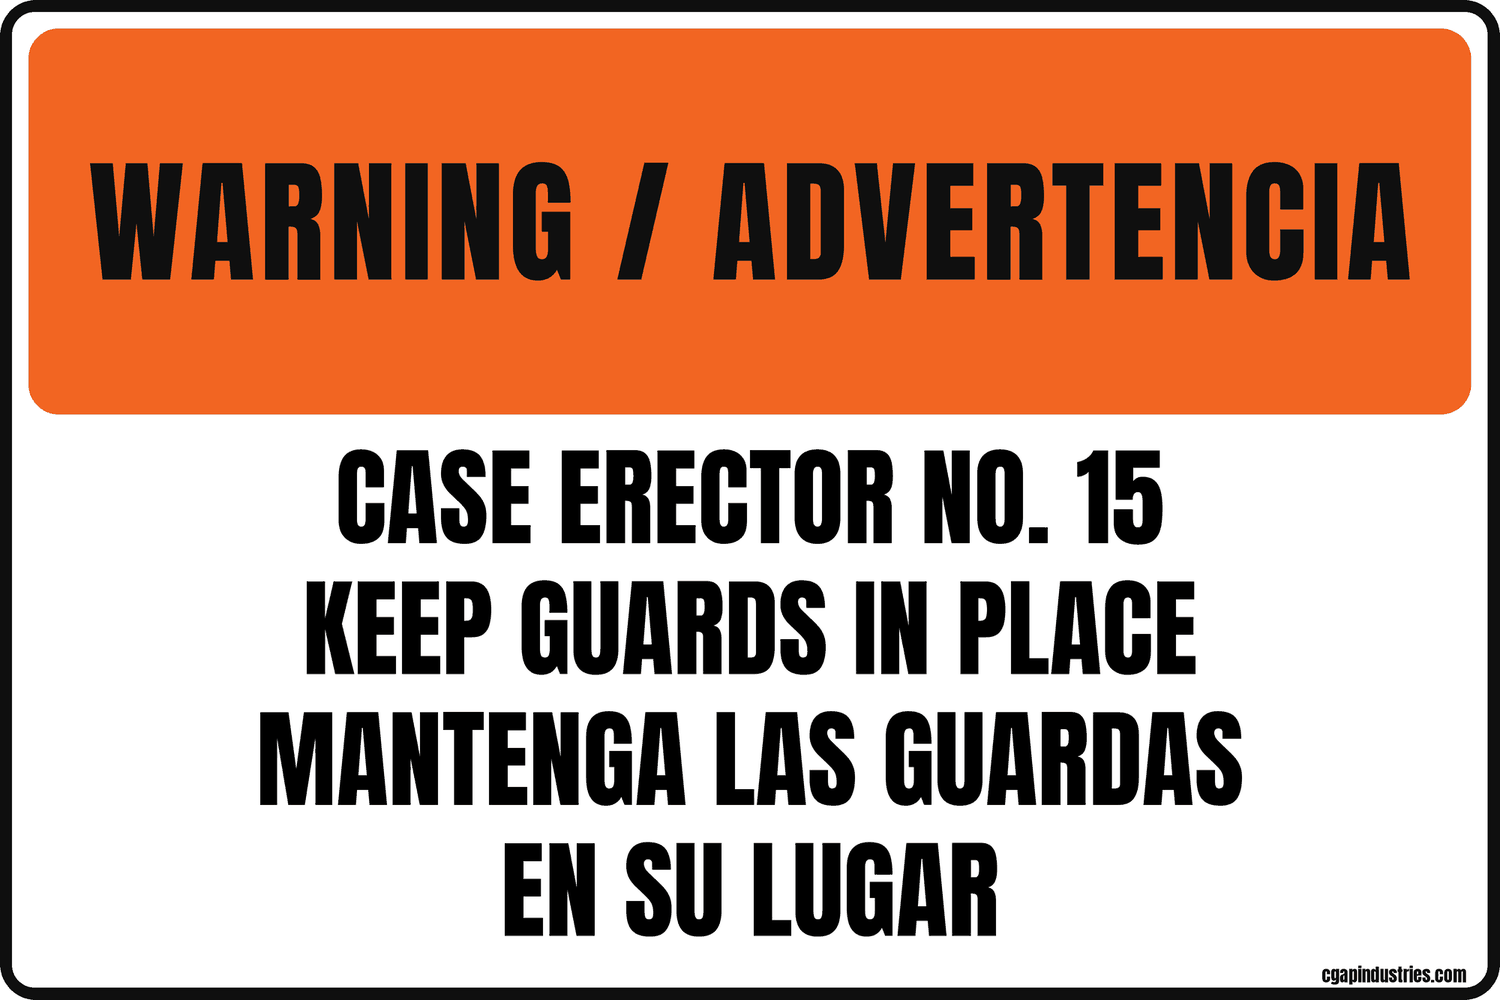 WARNING / ADVERTENCIA
CASE ERECTOR NO. 15
KEEP GUARDS IN PLACE
MANTENGA LAS GUARDAS
EN SU LUGAR
cgapindustries.com